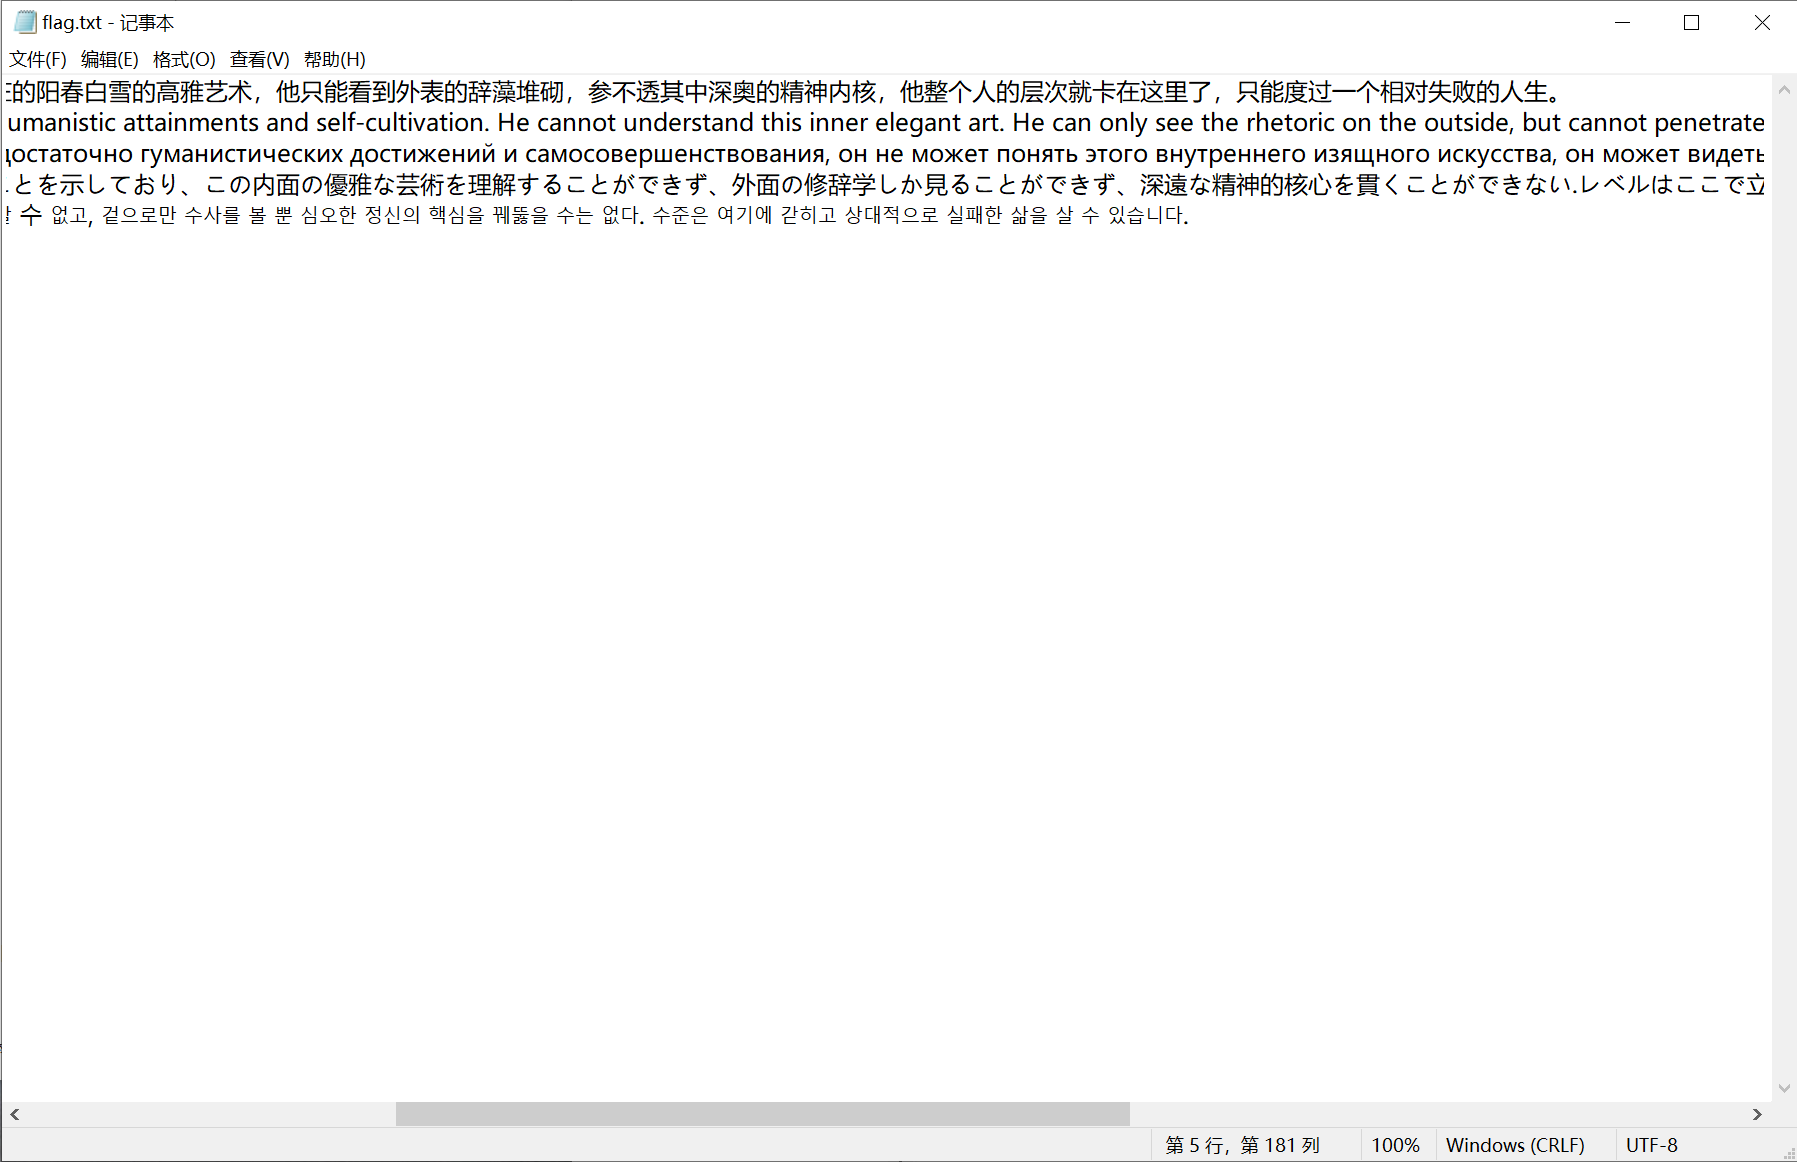 flag.txt - 记事本
文件(F) 编辑(E) 格式(O) 查看(V) 帮助(H)
的阳春白雪的高雅艺术，他只能看到外表的辞藻堆砌，参不透其中深奥的精神内核，他整个人的层次就卡在这里了，只能度过一个相对失败的人生。
umanistic attainments and self-cultivation. He cannot understand this inner elegant art. He can only see the rhetoric on the outside, but cannot penetrate
достаточно гуманистических достижений и самосовершенствования, он не может понять этого внутреннего изящного искусства, он может видеть
とを示しており、この内面の優雅な芸術を理解することができず、外面の修辞学しか見ることができず、深遠な精神的核心を貫くことができない.レベルはここで立
수 없고, 겉으로만 수사를 볼 뿐 심오한 정신의 핵심을 꿰뚫을 수는 없다. 수준은 여기에 갇히고 상대적으로 실패한 삶을 살 수 있습니다.
第 5 行，第 181 列 100% Windows (CRLF) UTF-8